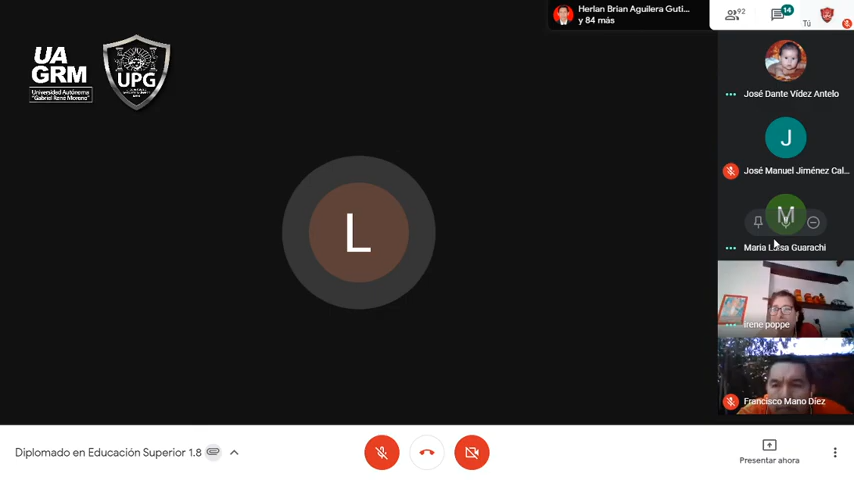 Herlan Brian Aguilera Guti...
y 84 más
92
14
Tú
UA
GRM
Universidad Autónoma
"Gabriel René Moreno"
UPG
José Dante Vídez Antelo
J
José Manuel Jiménez Cal...
M
Maria Luisa Guarachi
L
irene poppe
Francisco Mano Díez
Diplomado en Educación Superior 1.8
Presentar ahora